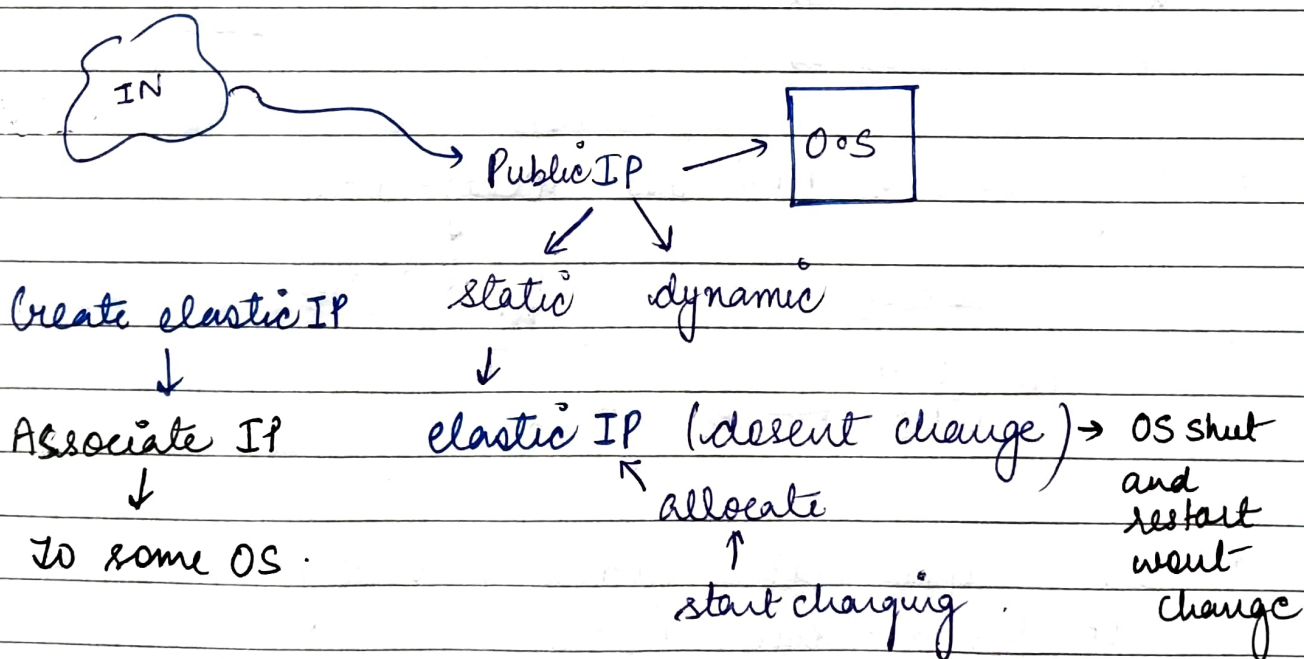 IN
Public IP
O.S
static dynamic
Create elastic IP
Associate IP
elastic IP (dosent change) → OS shut
and
restart
wont
change
allocate
To some OS.
start charging.